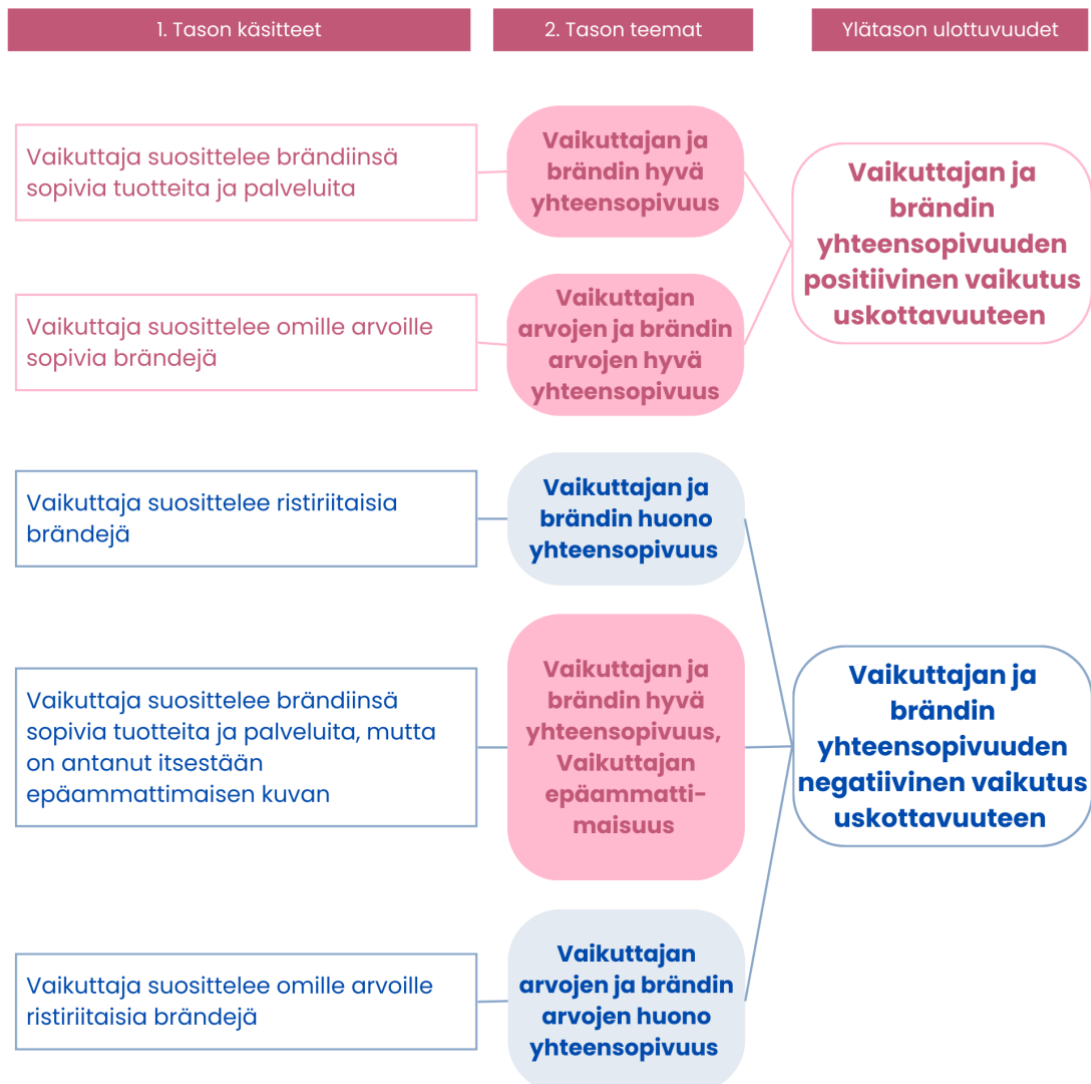 1. Tason käsitteet
2. Tason teemat
Ylätason ulottuvuudet
Vaikuttaja suosittelee brändiinsä
sopivia tuotteita ja palveluita
Vaikuttajan ja
brändin hyvä
yhteensopivuus
Vaikuttaja suosittelee omille arvoille
sopivia brändejä
Vaikuttajan
arvojen ja brändin
arvojen hyvä
yhteensopivuus
Vaikuttajan ja
brändin
yhteensopivuuden
positiivinen vaikutus
uskottavuuteen
Vaikuttaja suosittelee ristiriitaisia
brändejä
Vaikuttajan ja
brändin huono
yhteensopivuus
Vaikuttaja suosittelee brändiinsä
sopivia tuotteita ja palveluita, mutta
on antanut itsestään
epäammattimaisen kuvan
Vaikuttajan ja
brändin hyvä
yhteensopivuus,
Vaikuttajan
epäammatti-
maisuus
Vaikuttaja suosittelee omille arvoille
ristiriitaisia brändejä
Vaikuttajan
arvojen ja brändin
arvojen huono
yhteensopivuus
Vaikuttajan ja
brändin
yhteensopivuuden
negatiivinen vaikutus
uskottavuuteen